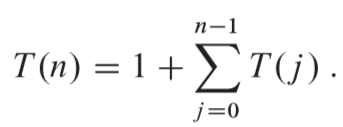 T(n) = 1 + \sum_{j=0}^{n-1} T(j) .